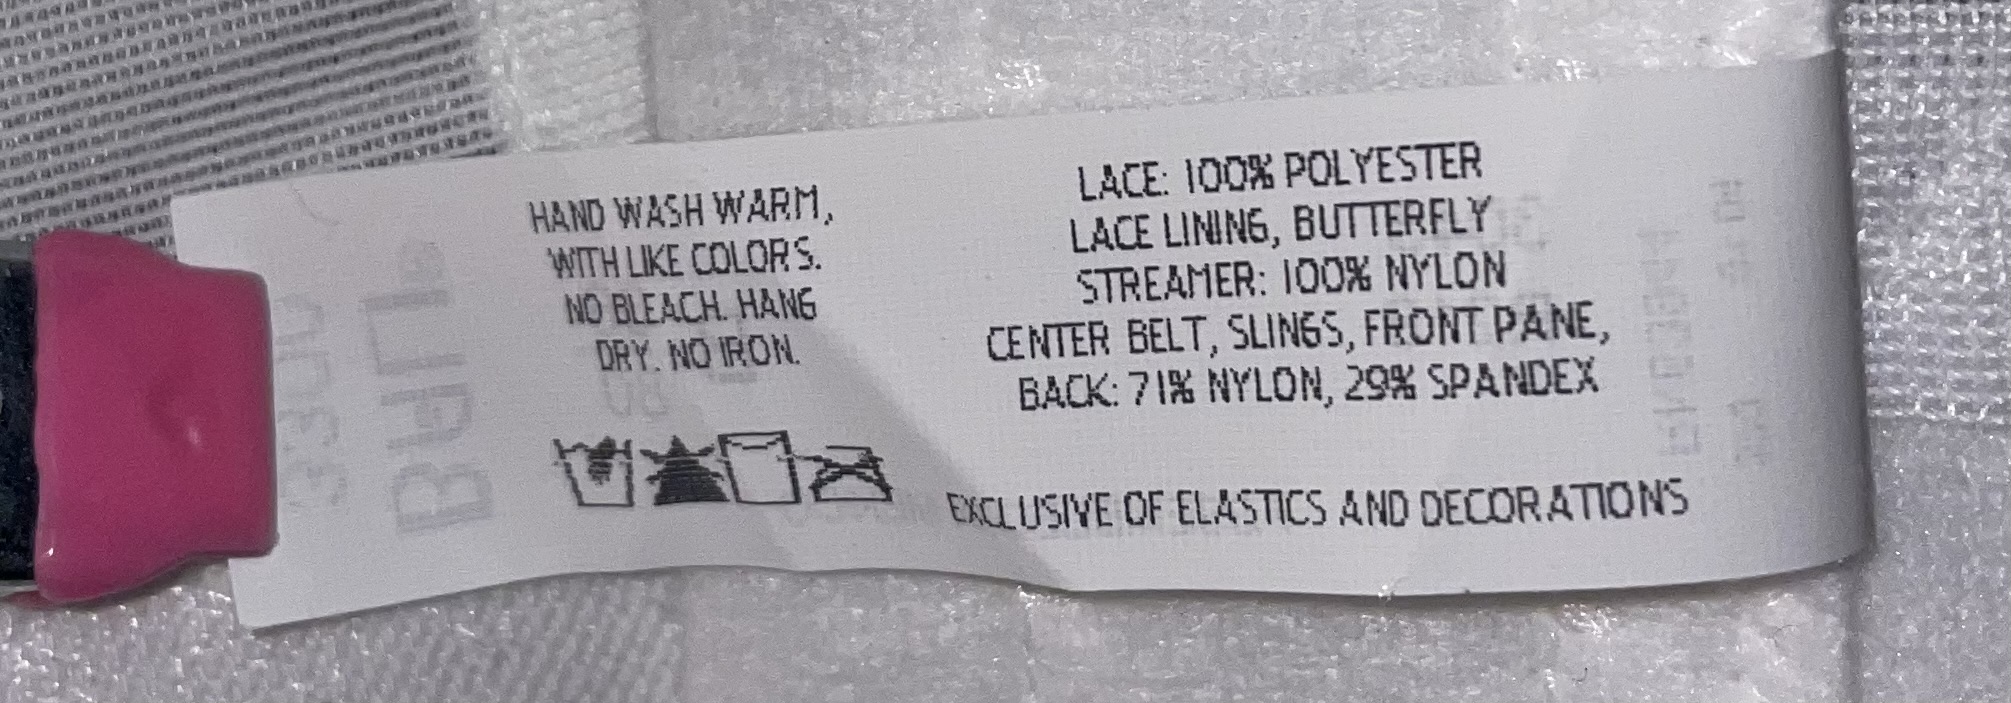 HAND WASH WARM,
WITH LIKE COLORS.
NO BLEACH. HANG
DRY. NO IRON.
LACE: 100% POLYESTER
LACE LINING, BUTTERFLY
STREAMER: 100% NYLON
CENTER BELT, SLINGS, FRONT PANE,
BACK: 71% NYLON, 29% SPANDEX
EXCLUSIVE OF ELASTICS AND DECORATIONS